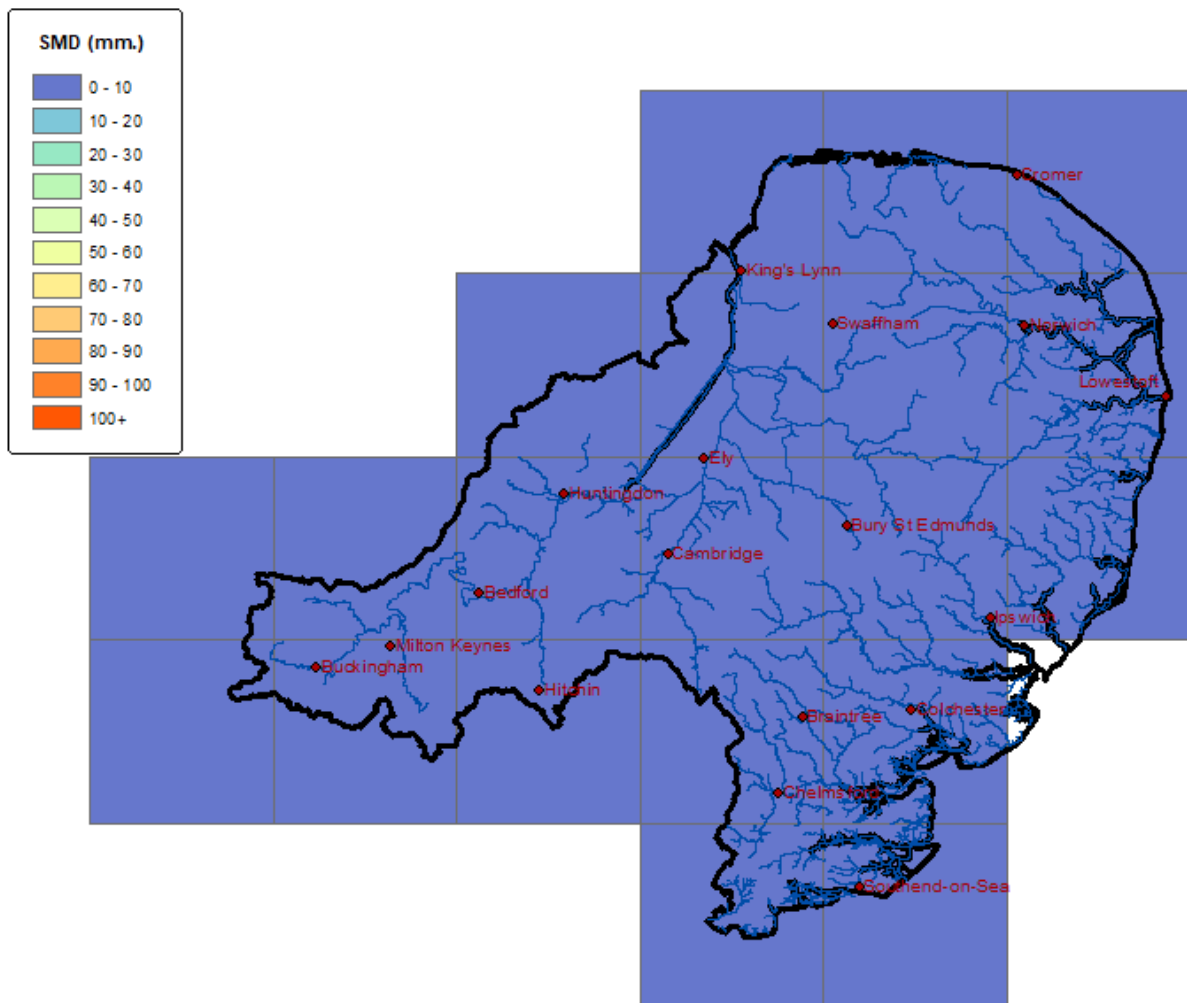 SMD (mm.)
0 - 10
10 - 20
20 - 30
30 - 40
40 - 50
50 - 60
60 - 70
70 - 80
80 - 90
90 - 100
100+
Cromer
King's Lynn
Swaffham
Norwich
Lowestoft
Ely
Huntingdon
Bury St Edmunds
Cambridge
Bedford
Ipswich
Milton Keynes
Buckingham
Hitchin
Colchester
Braintree
Chelmsford
Southend-on-Sea